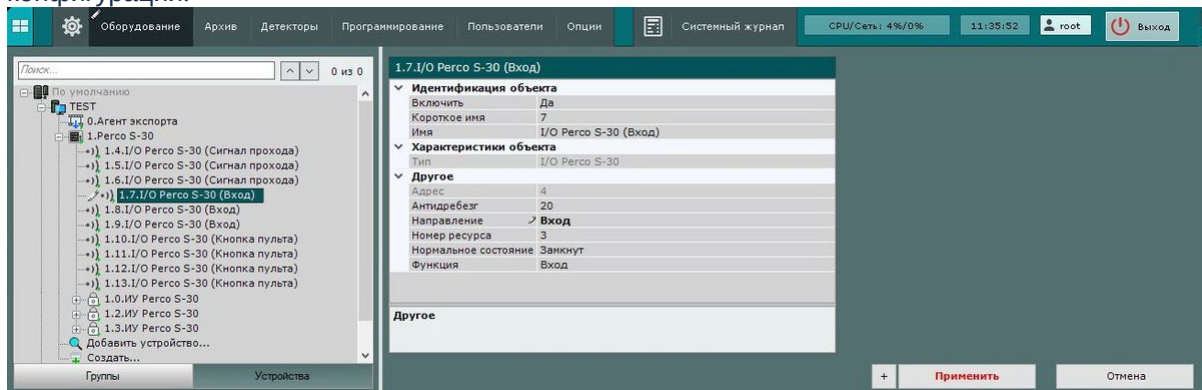 Оборудование Архив Детекторы Программирование Пользователи Опции Системный журнал CPU/Сеть: 4%/0% 11:35:52 root Выход
Поиск... 0 из 0
По умолчанию
TEST
0.Агент экспорта
1.Perco S-30
1.4.I/O Perco S-30 (Сигнал прохода)
1.5.I/O Perco S-30 (Сигнал прохода)
1.6.I/O Perco S-30 (Сигнал прохода)
1.7.I/O Perco S-30 (Вход)
1.8.I/O Perco S-30 (Вход)
1.9.I/O Perco S-30 (Вход)
1.10.I/O Perco S-30 (Кнопка пульта)
1.11.I/O Perco S-30 (Кнопка пульта)
1.12.I/O Perco S-30 (Кнопка пульта)
1.13.I/O Perco S-30 (Кнопка пульта)
1.0.ИУ Perco S-30
1.2.ИУ Perco S-30
1.3.ИУ Perco S-30
Добавить устройство...
Создать...
Группы Устройства
1.7.I/O Perco S-30 (Вход)
Идентификация объекта
Включить Да
Короткое имя 7
Имя I/O Perco S-30 (Вход)
Характеристики объекта
Тип I/O Perco S-30
Другое
Адрес 4
Антидребезг 20
Направление Вход
Номер ресурса 3
Нормальное состояние Замкнут
Функция Вход
Другое
+ Применить Отмена